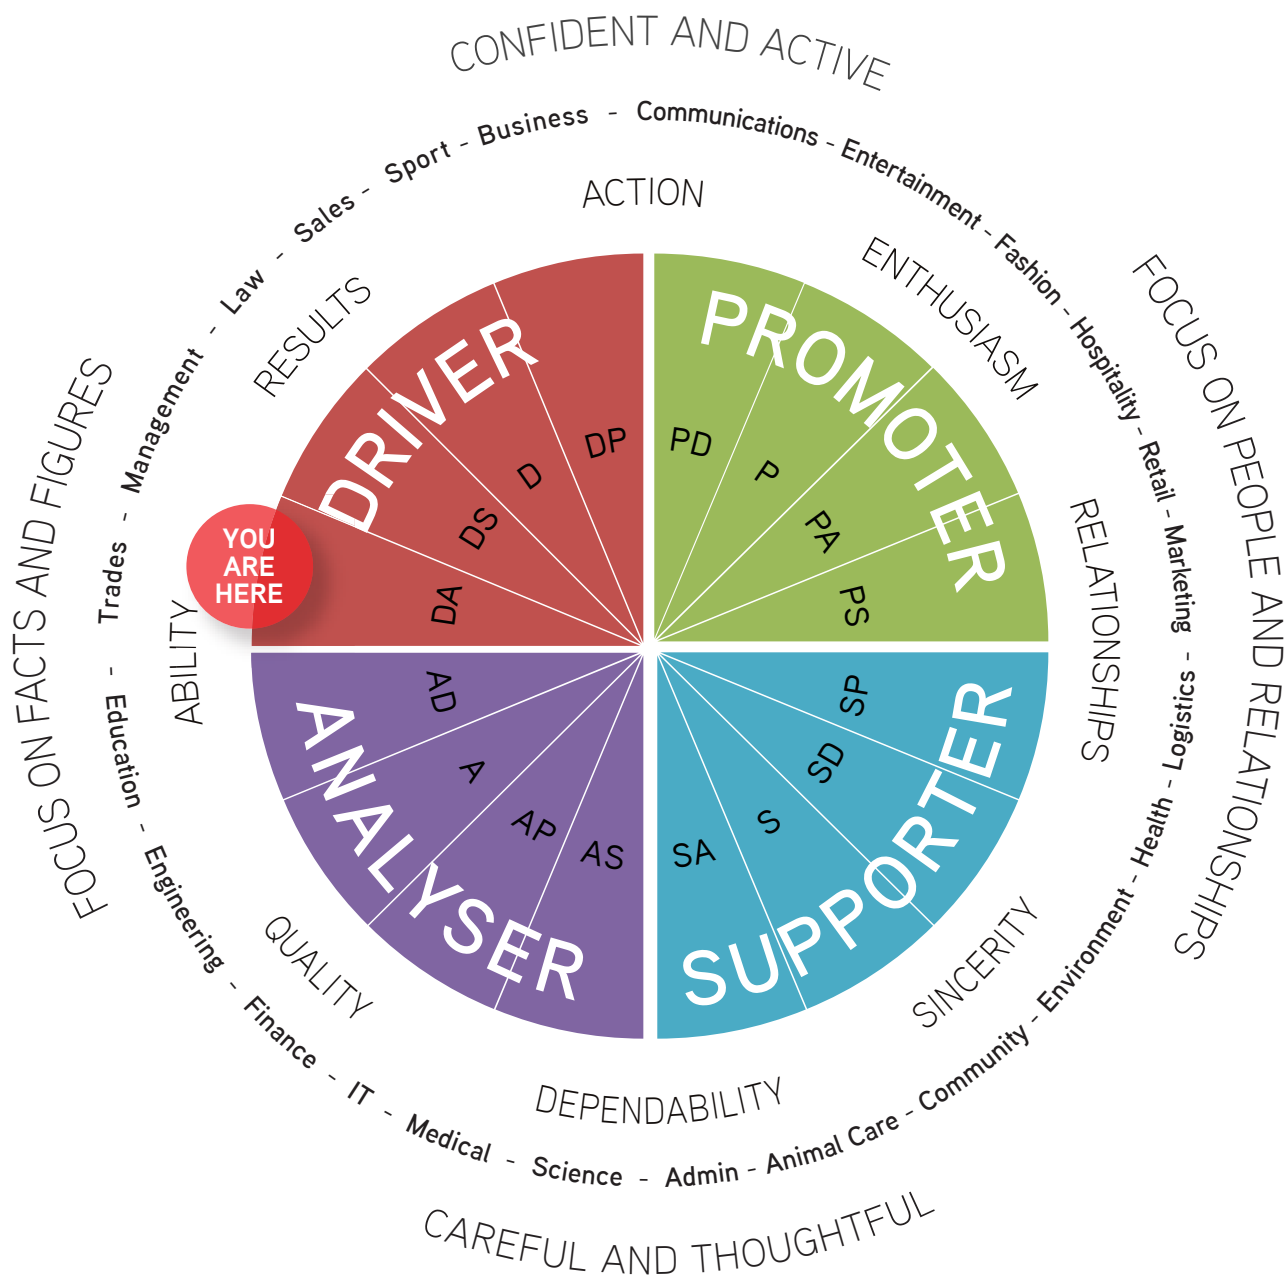 CONFIDENT AND ACTIVE
Business - Communications - Entertainment - Fashion - Hospitality - Retail - Marketing - Logistics - Health - Environment - Community - Animal Care - Admin - Science - Medical - IT - Finance - Engineering - Education - Trades - Management - Law - Sales - Sport -
ACTION
ENTHUSIASM
RELATIONSHIPS
SINCERITY
DEPENDABILITY
QUALITY
ABILITY
RESULTS
FOCUS ON PEOPLE AND RELATIONSHIPS
CAREFUL AND THOUGHTFUL
FOCUS ON FACTS AND FIGURES
DRIVER
DA
DS
D
DP
PROMOTER
PD
P
PA
PS
SUPPORTER
SP
SD
S
SA
ANALYSER
AS
AP
A
AD
YOU
ARE
HERE